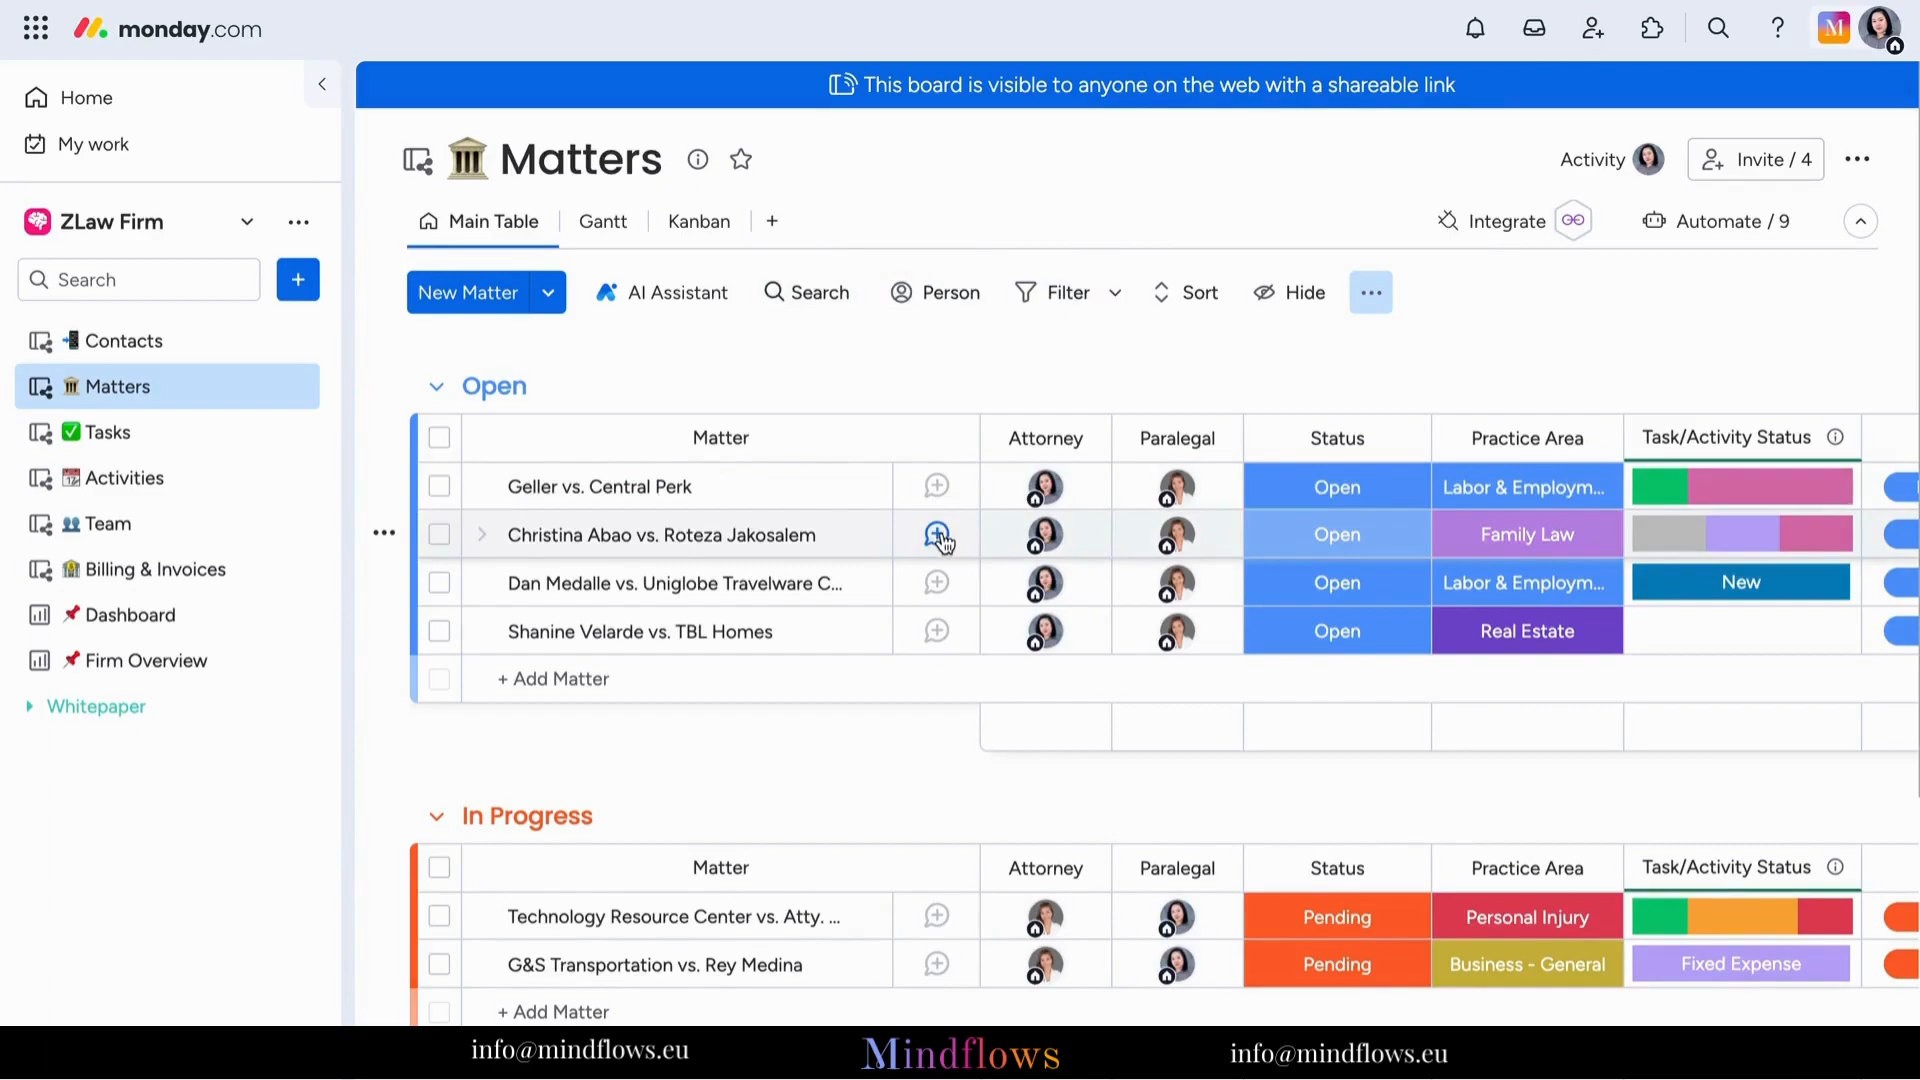 monday.com
M
This board is visible to anyone on the web with a shareable link
Home
My work
ZLaw Firm
Search
+
Contacts
Matters
Tasks
Activities
Team
Billing & Invoices
Dashboard
Firm Overview
Whitepaper
Matters
Activity
Invite / 4
Main Table
Gantt
Kanban
+
Integrate
Automate / 9
New Matter
AI Assistant
Search
Person
Filter
Sort
Hide
Open
Matter Attorney Paralegal Status Practice Area Task/Activity Status
Geller vs. Central Perk Open Labor & Employm...
Christina Abao vs. Roteza Jakosalem Open Family Law
Dan Medalle vs. Uniglobe Travelware C... Open Labor & Employm... New
Shanine Velarde vs. TBL Homes Open Real Estate
+ Add Matter
In Progress
Matter Attorney Paralegal Status Practice Area Task/Activity Status
Technology Resource Center vs. Atty. ... Pending Personal Injury
G&S Transportation vs. Rey Medina Pending Business - General Fixed Expense
+ Add Matter
info@mindflows.eu Mindflows info@mindflows.eu